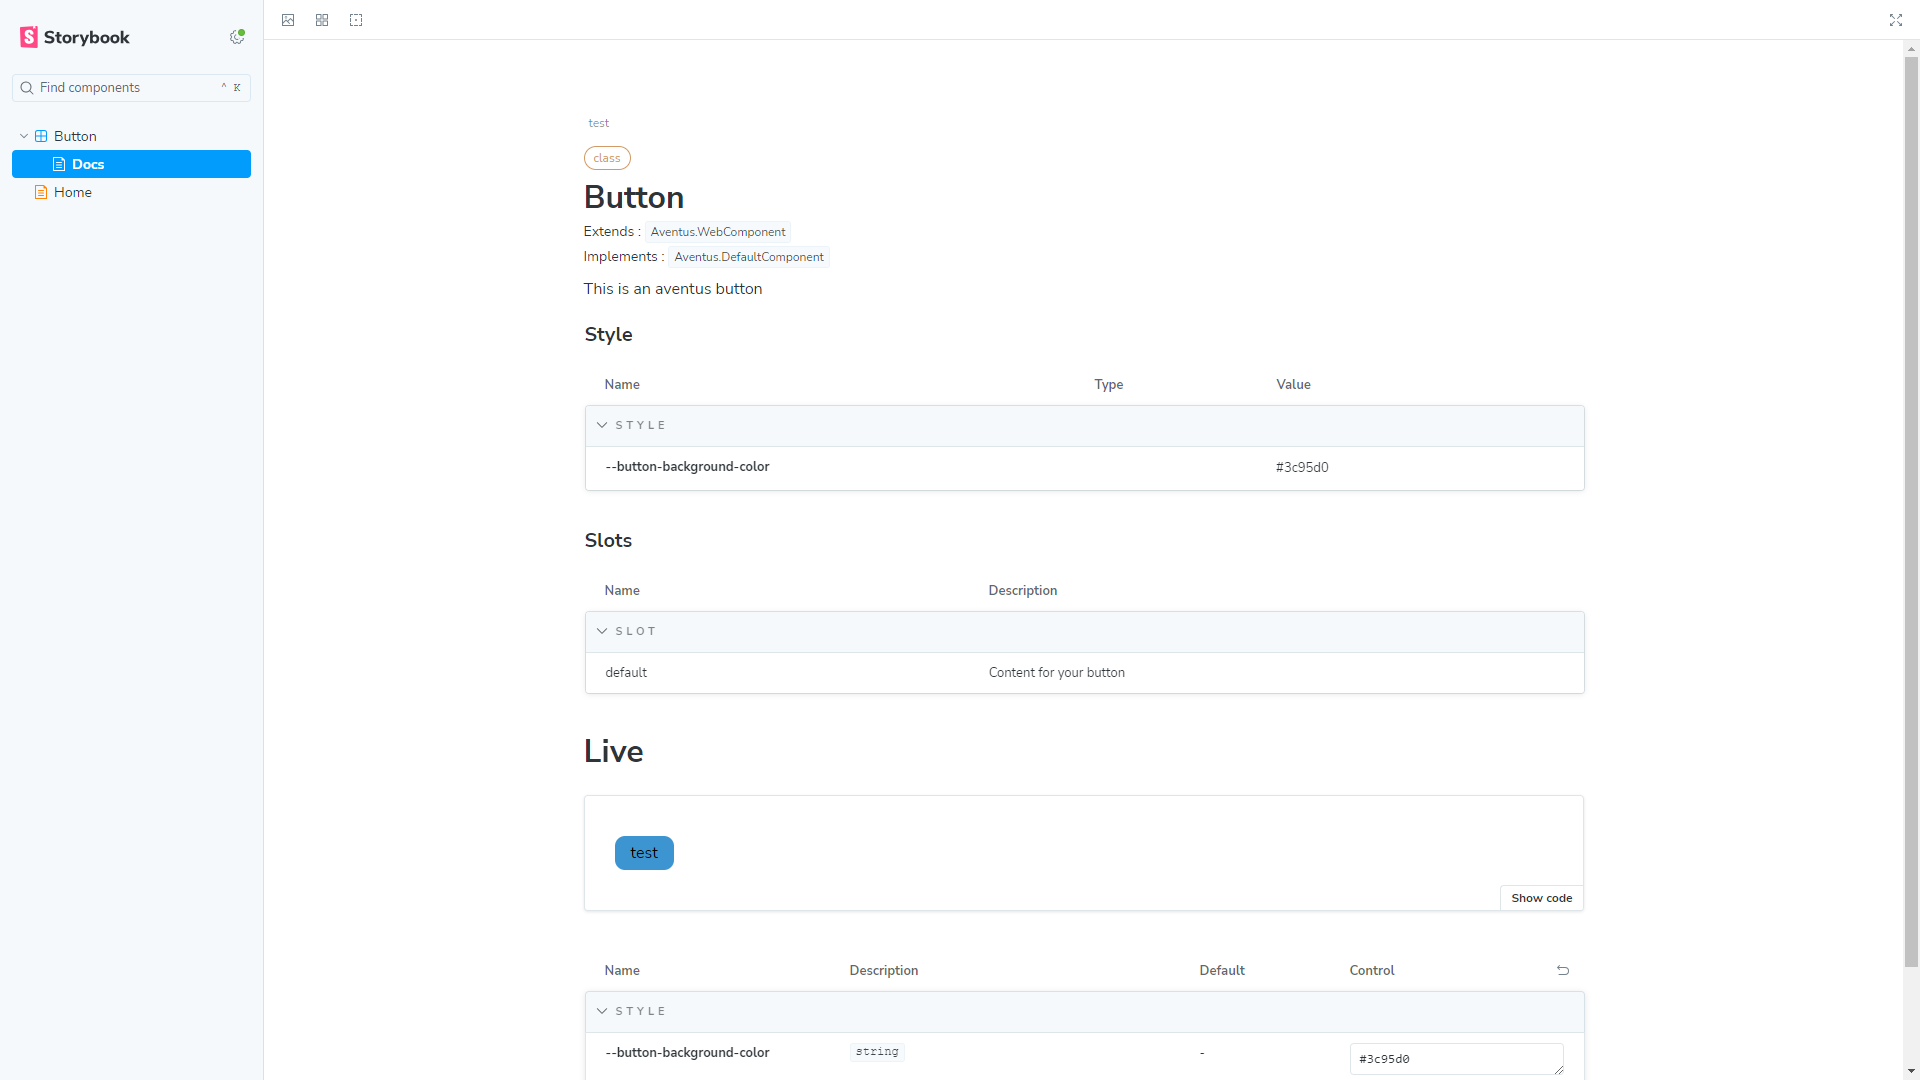 Storybook
Find components
^ K
Button
Docs
Home
test
class
Button
Extends : Aventus.WebComponent
Implements : Aventus.DefaultComponent
This is an aventus button
Style
Name Type Value
STYLE
--button-background-color #3c95d0
Slots
Name Description
SLOT
default Content for your button
Live
test
Show code
Name Description Default Control
STYLE
--button-background-color string - #3c95d0